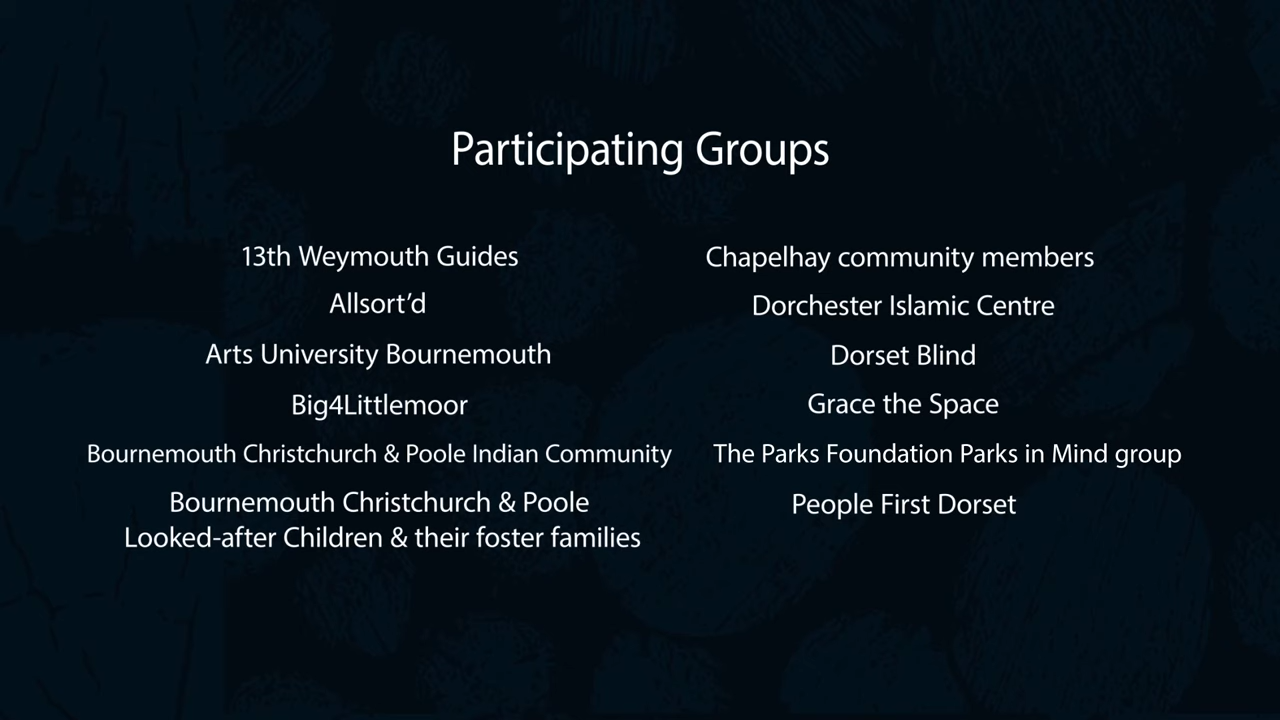 Participating Groups
13th Weymouth Guides
Allsort’d
Arts University Bournemouth
Big4Littlemoor
Bournemouth Christchurch & Poole Indian Community
Bournemouth Christchurch & Poole
Looked-after Children & their foster families
Chapelhay community members
Dorchester Islamic Centre
Dorset Blind
Grace the Space
The Parks Foundation Parks in Mind group
People First Dorset